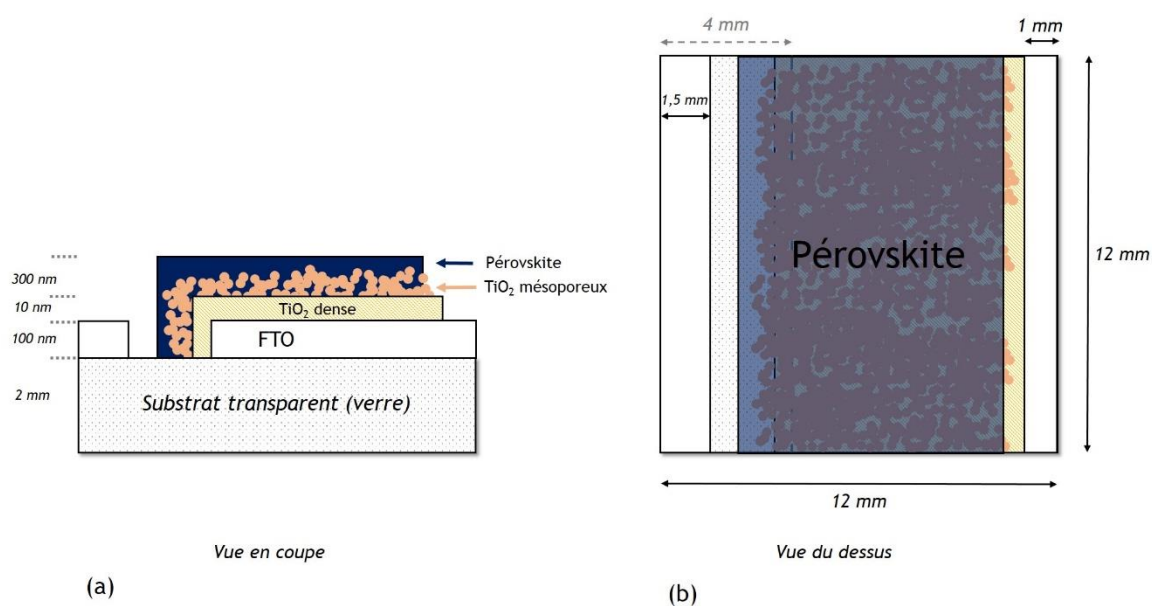 4 mm
1 mm
1,5 mm
Pérovskite
12 mm
12 mm
300 nm
10 nm
100 nm
2 mm
Pérovskite
TiO₂ mésoporeux
TiO₂ dense
FTO
Substrat transparent (verre)
Vue en coupe
Vue du dessus
(a)
(b)